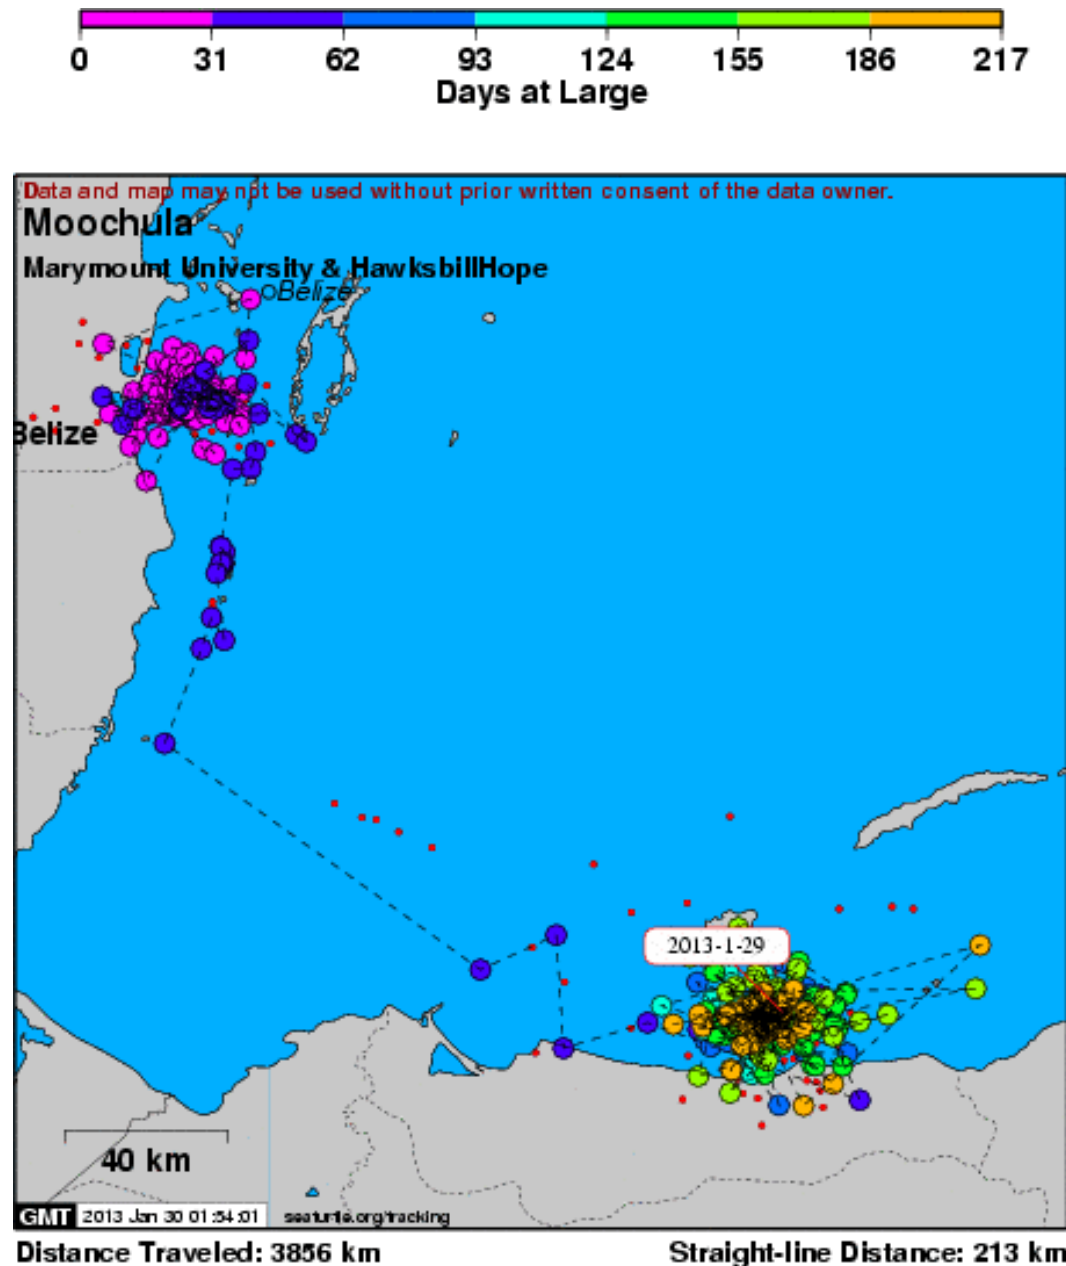 0 31 62 93 124 155 186 217
Days at Large
Data and map may not be used without prior written consent of the data owner.
Moochula
Marymount University & HawksbillHope
Belize
Belize
2013-1-29
40 km
GMT 2013 Jan 30 01:54:01 seaturtle.org/tracking
Distance Traveled: 3856 km Straight-line Distance: 213 km